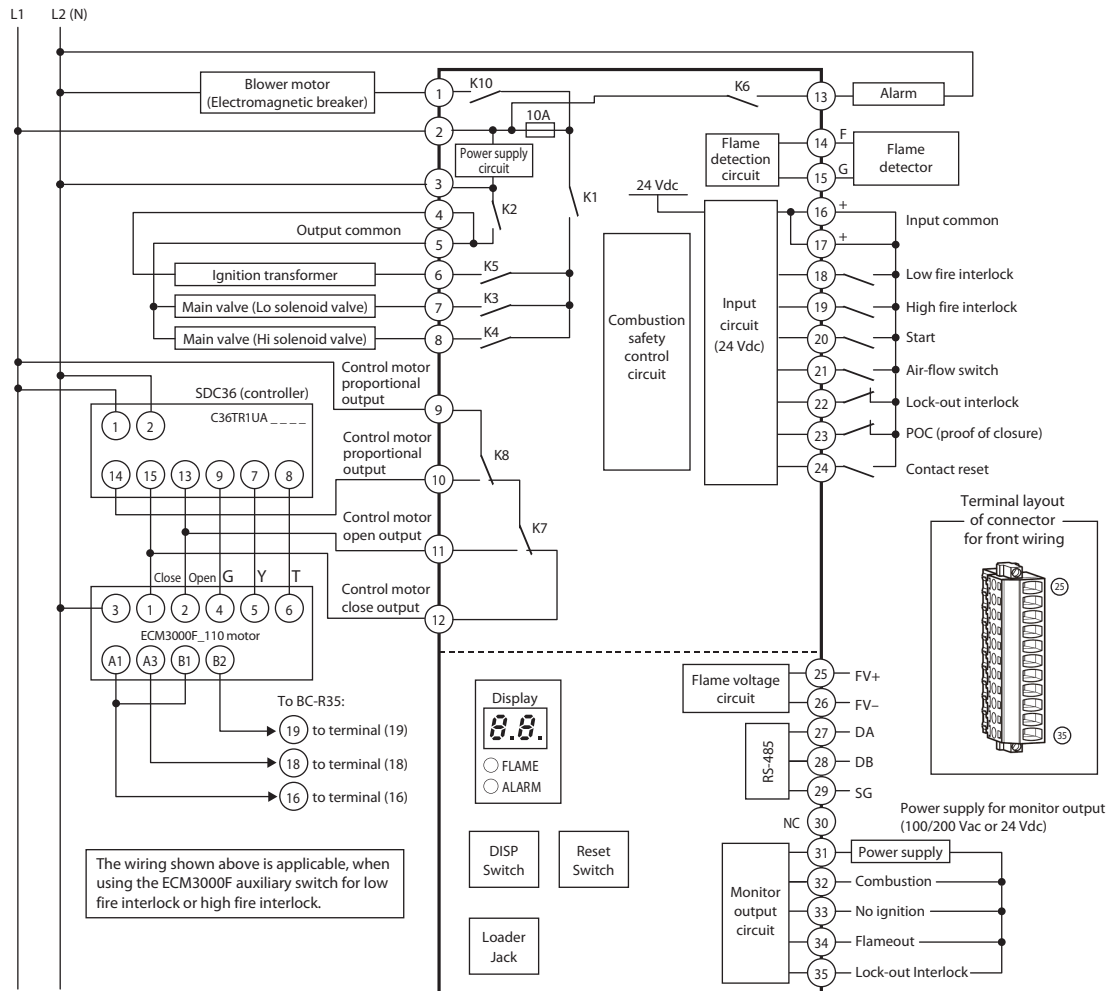 L1
L2 (N)
Blower motor
(Electromagnetic breaker)
1
K10
K6
13
Alarm
2
10A
Power supply
circuit
Flame
detection
circuit
14
F
15
G
Flame
detector
3
K2
K1
24 Vdc
4
Output common
5
Ignition transformer
6
K5
Main valve (Lo solenoid valve)
7
K3
Main valve (Hi solenoid valve)
8
K4
Combustion
safety
control
circuit
Input
circuit
(24 Vdc)
16
+
Input common
17
+
18
Low fire interlock
19
High fire interlock
20
Start
21
Air-flow switch
22
Lock-out interlock
23
POC (proof of closure)
24
Contact reset
Control motor
proportional
output
9
K8
Control motor
proportional
output
10
K7
Control motor
open output
11
Control motor
close output
12
SDC36 (controller)
C36TR1UA _ _ _ _
1
2
14
15
13
9
7
8
Close
Open
G
Y
T
3
1
2
4
5
6
ECM3000F_110 motor
A1
A3
B1
B2
To BC-R35:
19
to terminal (19)
18
to terminal (18)
16
to terminal (16)
The wiring shown above is applicable, when
using the ECM3000F auxiliary switch for low
fire interlock or high fire interlock.
Display
8.8.
FLAME
ALARM
DISP
Switch
Reset
Switch
Loader
Jack
Terminal layout
of connector
for front wiring
25
35
Flame voltage
circuit
25
FV+
26
FV–
RS-485
27
DA
28
DB
29
SG
NC
30
Power supply for monitor output
(100/200 Vac or 24 Vdc)
Monitor
output
circuit
31
Power supply
32
Combustion
33
No ignition
34
Flameout
35
Lock-out Interlock